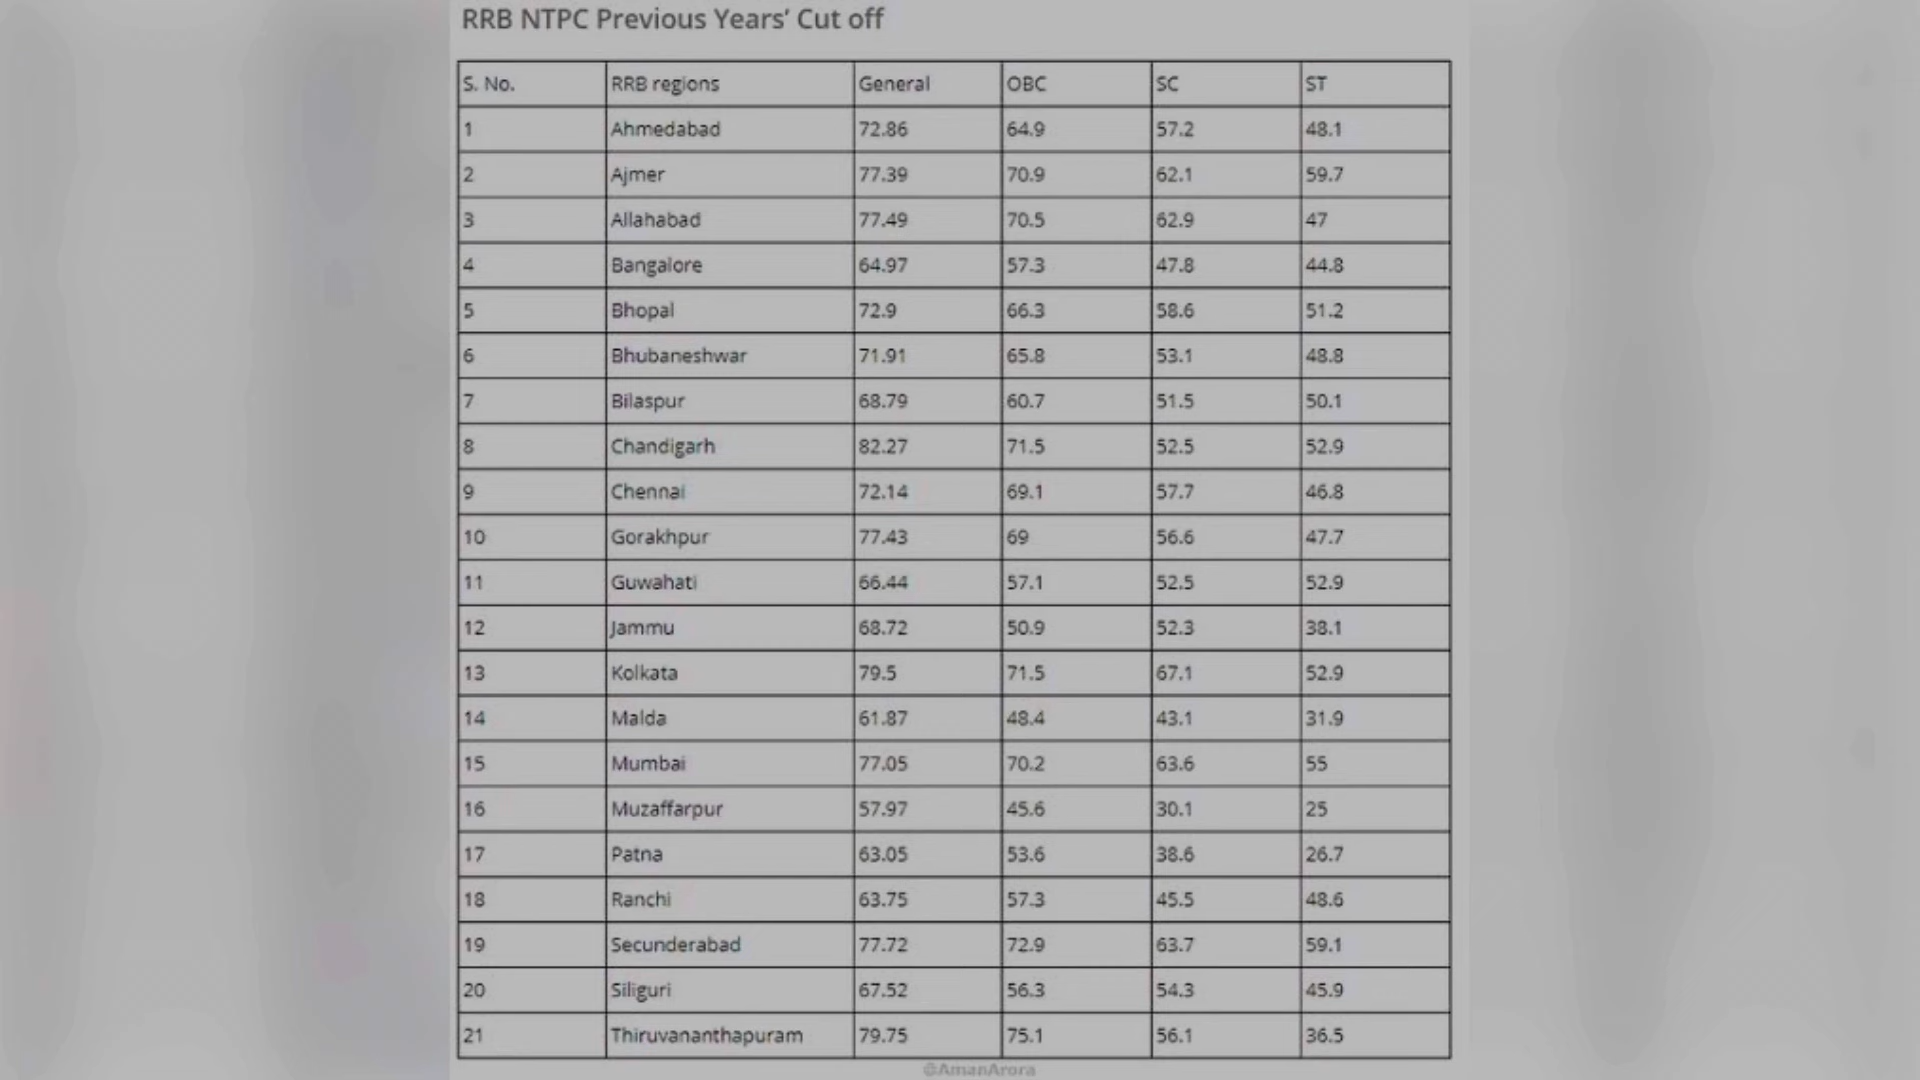 RRB NTPC Previous Years’ Cut off
S. No. RRB regions General OBC SC ST
1 Ahmedabad 72.86 64.9 57.2 48.1
2 Ajmer 77.39 70.9 62.1 59.7
3 Allahabad 77.49 70.5 62.9 47
4 Bangalore 64.97 57.3 47.8 44.8
5 Bhopal 72.9 66.3 58.6 51.2
6 Bhubaneshwar 71.91 65.8 53.1 48.8
7 Bilaspur 68.79 60.7 51.5 50.1
8 Chandigarh 82.27 71.5 52.5 52.9
9 Chennai 72.14 69.1 57.7 46.8
10 Gorakhpur 77.43 69 56.6 47.7
11 Guwahati 66.44 57.1 52.5 52.9
12 Jammu 68.72 50.9 52.3 38.1
13 Kolkata 79.5 71.5 67.1 52.9
14 Malda 61.87 48.4 43.1 31.9
15 Mumbai 77.05 70.2 63.6 55
16 Muzaffarpur 57.97 45.6 30.1 25
17 Patna 63.05 53.6 38.6 26.7
18 Ranchi 63.75 57.3 45.5 48.6
19 Secunderabad 77.72 72.9 63.7 59.1
20 Siliguri 67.52 56.3 54.3 45.9
21 Thiruvananthapuram 79.75 75.1 56.1 36.5
@AmanArora